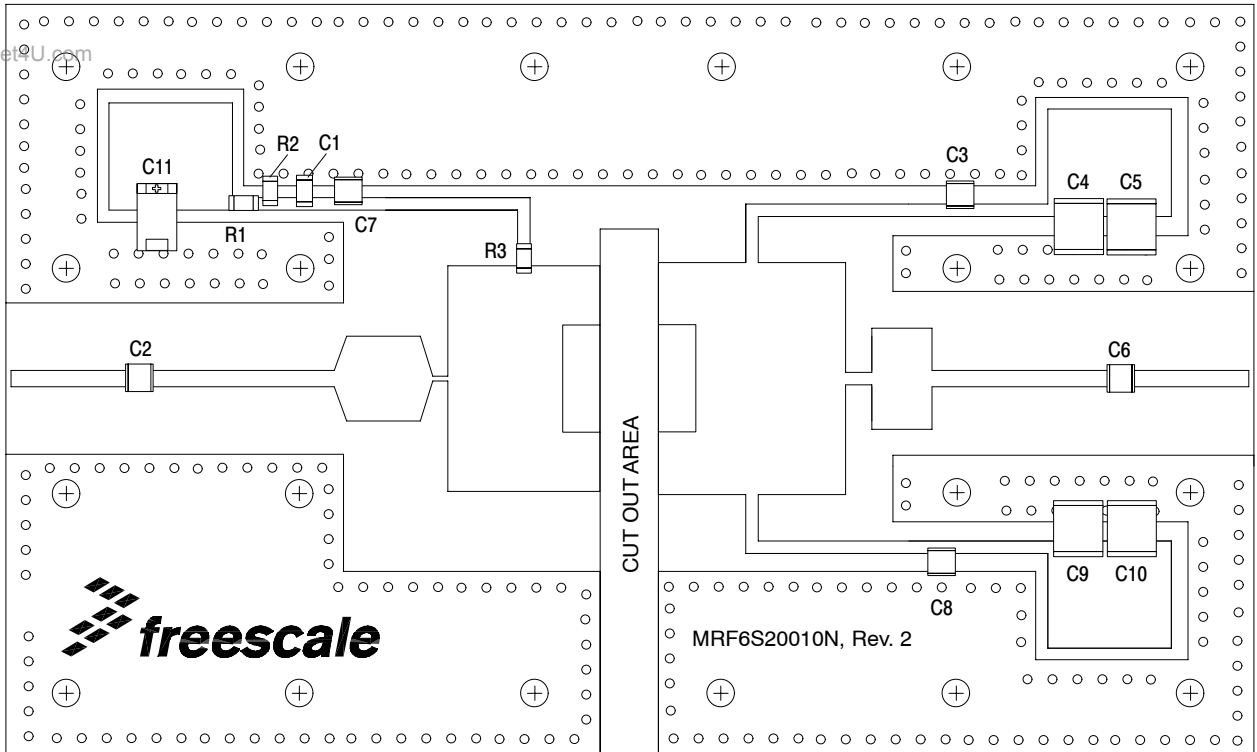 et4U.com
R2
C1
C3
C11
C4
C5
R1
C7
R3
C2
C6
CUT OUT AREA
C9
C10
C8
freescale
MRF6S20010N, Rev. 2